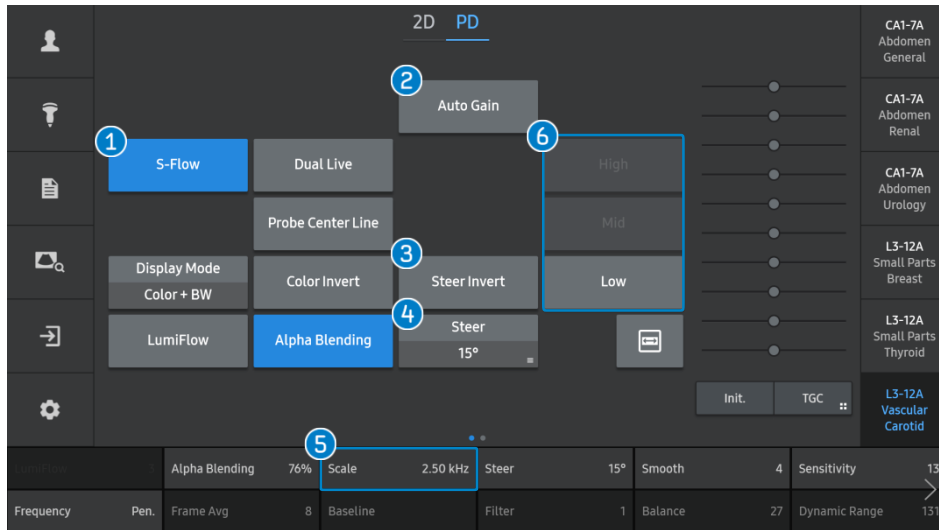 2D PD
CA1-7A
Abdomen
General
2
Auto Gain
CA1-7A
Abdomen
Renal
1
S-Flow
Dual Live
6
High
CA1-7A
Abdomen
Urology
Probe Center Line
Mid
L3-12A
Small Parts
Breast
Display Mode
Color + BW
Color Invert
3
Steer Invert
Low
LumiFlow
Alpha Blending
4
Steer
15°
L3-12A
Small Parts
Thyroid
Init.
TGC
L3-12A
Vascular
Carotid
5
LumiFlow 1
Alpha Blending 76%
Scale 2.50 kHz
Steer 15°
Smooth 4
Sensitivity 13
Frequency Pen.
Frame Avg 8
Baseline
Filter 1
Balance 27
Dynamic Range 131